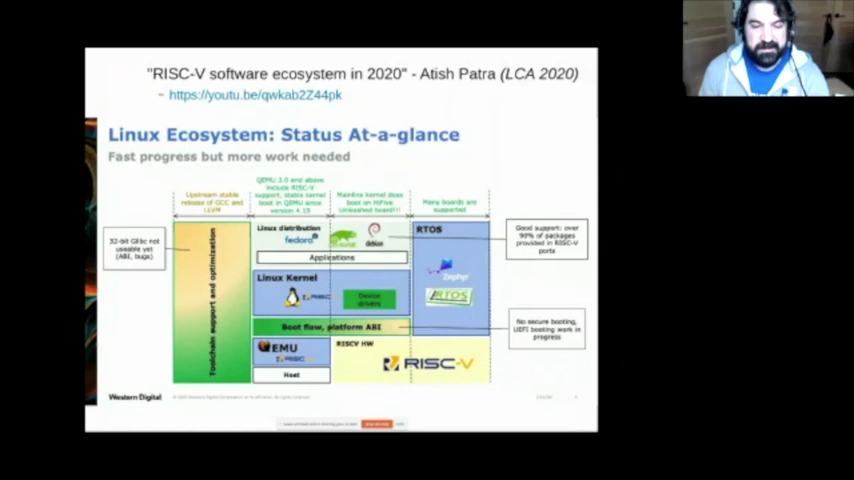 "RISC-V software ecosystem in 2020" - Atish Patra (LCA 2020)
– https://youtu.be/qwkab2Z44pk
Linux Ecosystem: Status At-a-glance
Fast progress but more work needed
Upstream stable
release of GCC and
LLVM
QEMU 3.0 and above
include RISC-V
support, stable kernel
boot in QEMU since
version 4.19
Mainline kernel does
boot on HiFive
Unleashed board!!!
Many boards are
supported
32-bit Glibc not
useable yet
(ABI, bugs)
Toolchain support and optimization
Linux distribution
fedora
debian
Applications
Linux Kernel
RISC
Device
drivers
Boot flow, platform ABI
QEMU
Host
RISCV HW
RISC-V
RTOS
Zephyr
RTOS
Good support: over
90% of packages
provided in RISC-V
ports
No secure booting,
UEFI booting work in
progress
Western Digital